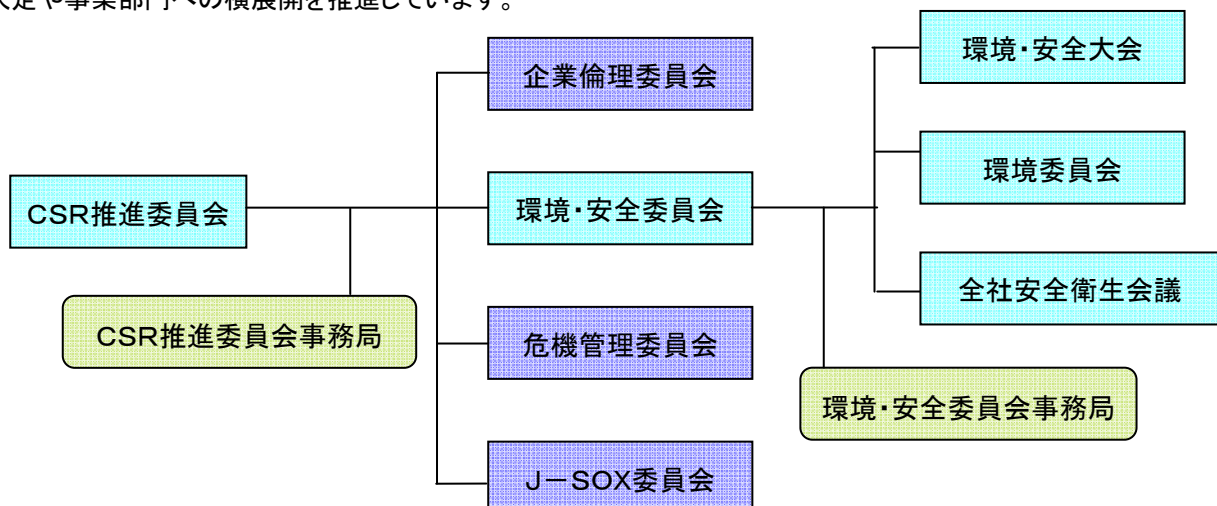 や事業部門への横展開を推進しています。
企業倫理委員会
環境・安全大会
環境委員会
CSR推進委員会
環境・安全委員会
全社安全衛生会議
CSR推進委員会事務局
危機管理委員会
環境・安全委員会事務局
J－SOX委員会